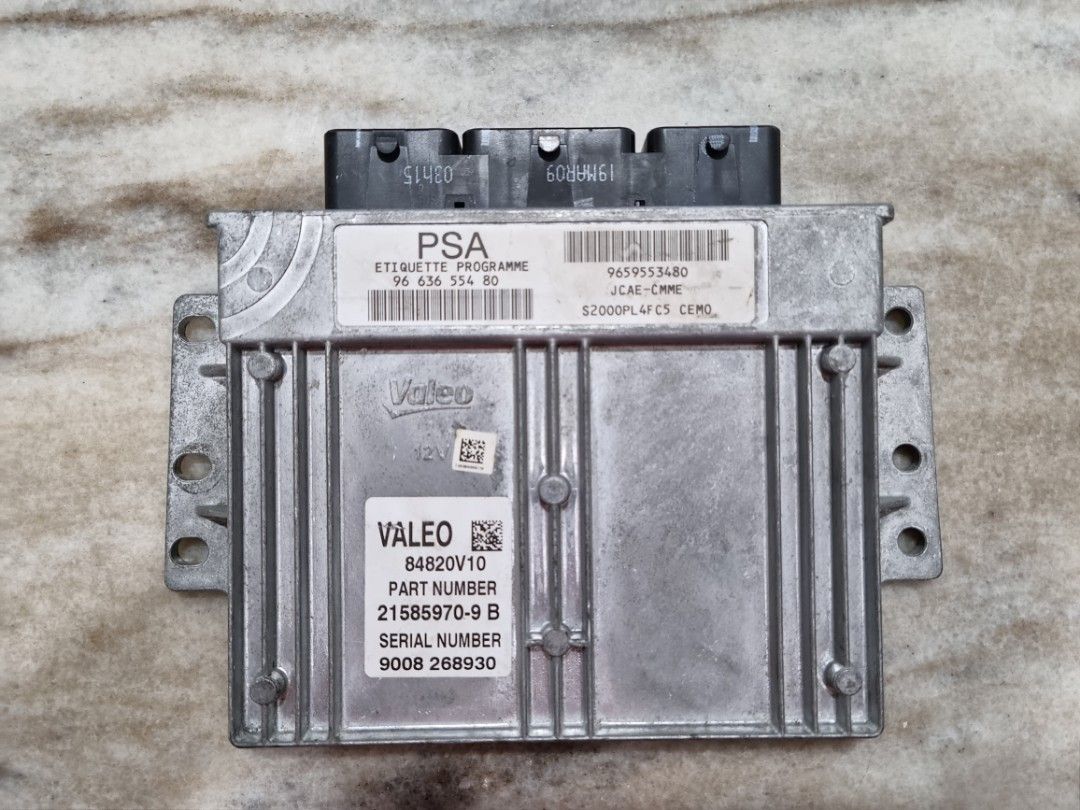 03h15
19MAR09
PSA
ETIQUETTE PROGRAMME
96 636 554 80
9659553480
JCAE-CMME
S2000PL4FC5 CEMO
Valeo
12V
VALEO
84820V10
PART NUMBER
21585970-9 B
SERIAL NUMBER
9008 268930